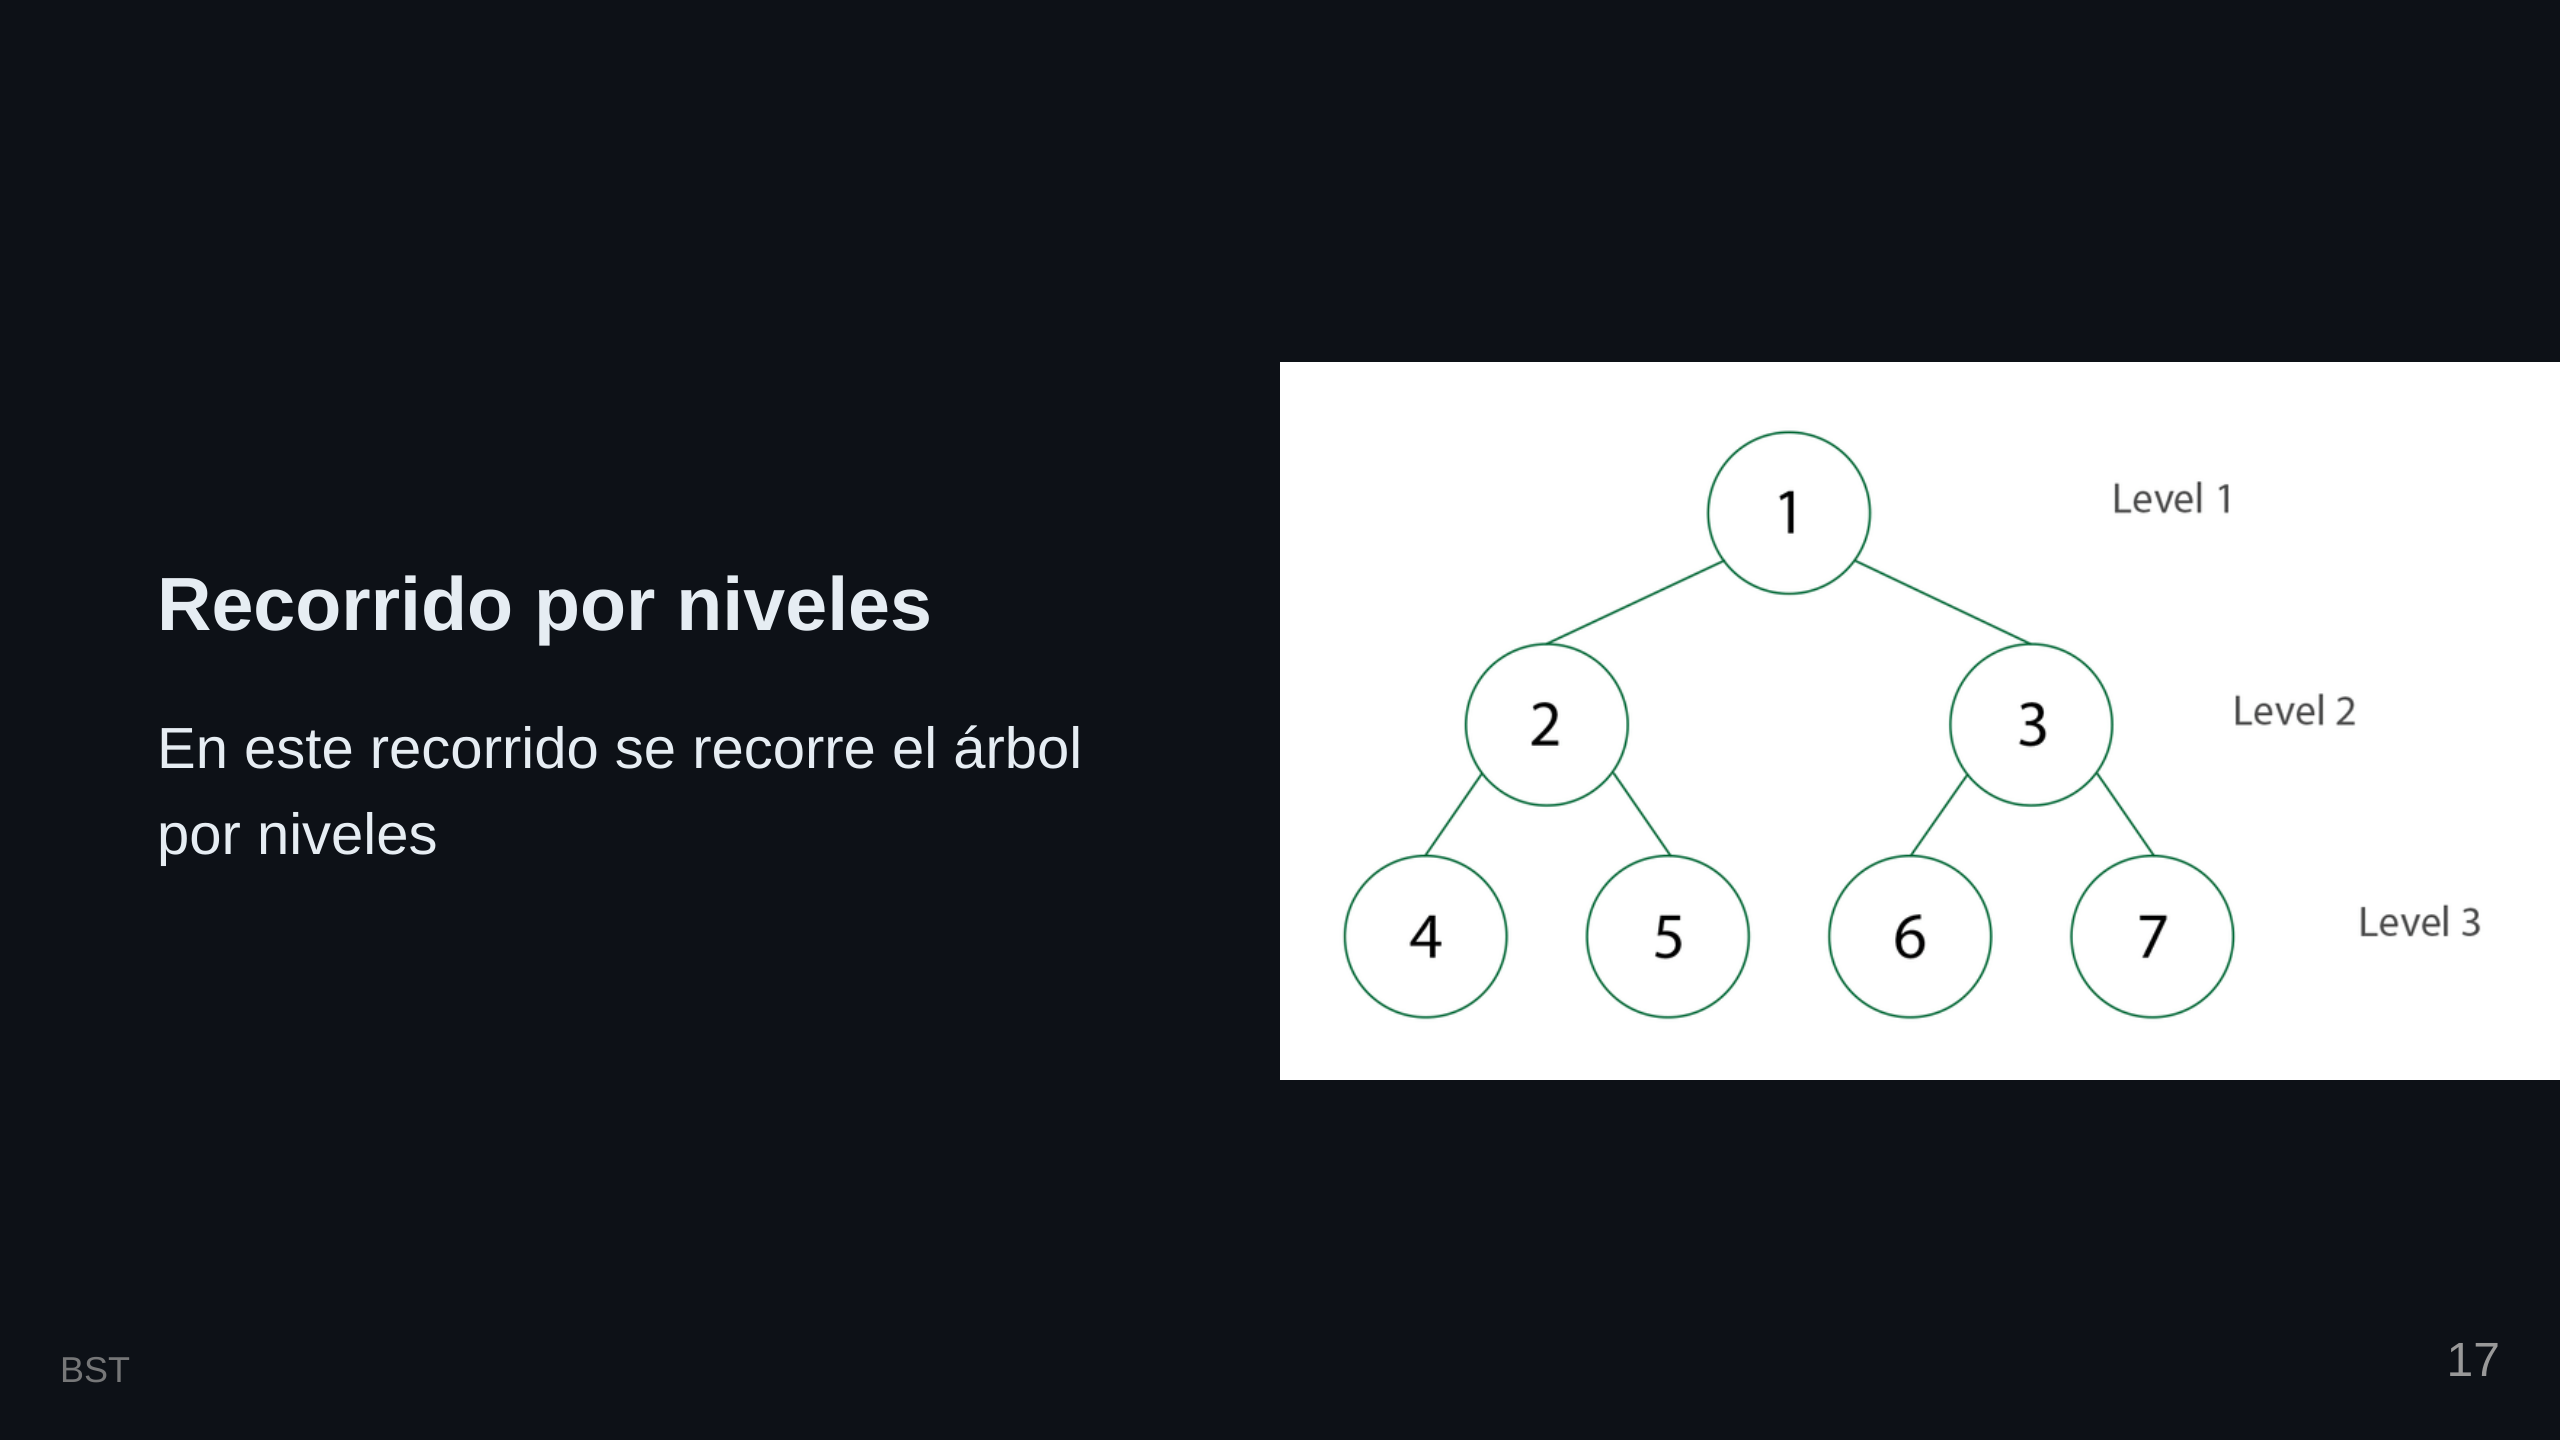 Recorrido por niveles
En este recorrido se recorre el árbol
por niveles
1
Level 1
2
3
Level 2
4
5
6
7
Level 3
BST
17